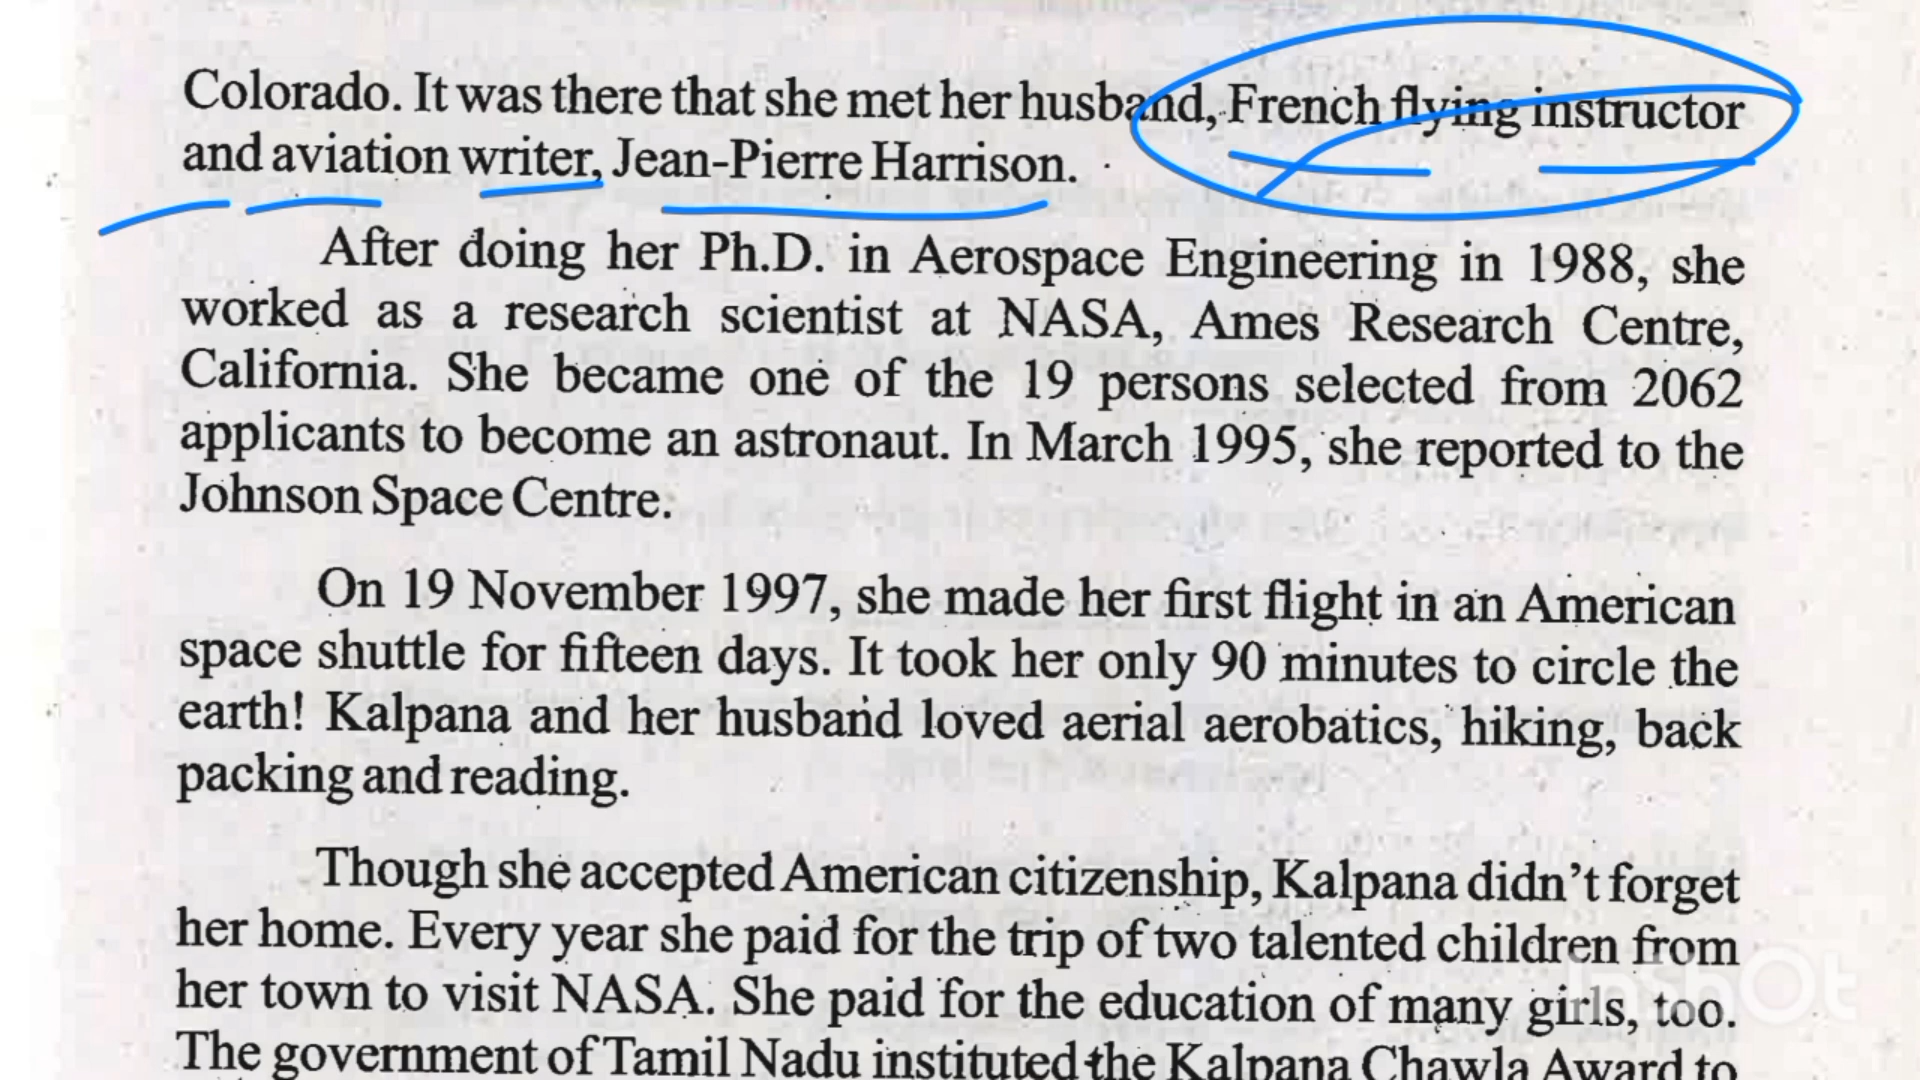 Colorado. It was there that she met her husband, French flying instructor
and aviation writer, Jean-Pierre Harrison.
After doing her Ph.D. in Aerospace Engineering in 1988, she
worked as a research scientist at NASA, Ames Research Centre,
California. She became one of the 19 persons selected from 2062
applicants to become an astronaut. In March 1995, she reported to the
Johnson Space Centre.
On 19 November 1997, she made her first flight in an American
space shuttle for fifteen days. It took her only 90 minutes to circle the
earth! Kalpana and her husband loved aerial aerobatics, hiking, back
packing and reading.
Though she accepted American citizenship, Kalpana didn't forget
her home. Every year she paid for the trip of two talented children from
her town to visit NASA. She paid for the education of many girls, too.
InShOt
The government of Tamil Nadu instituted the Kalpana Chawla Award to